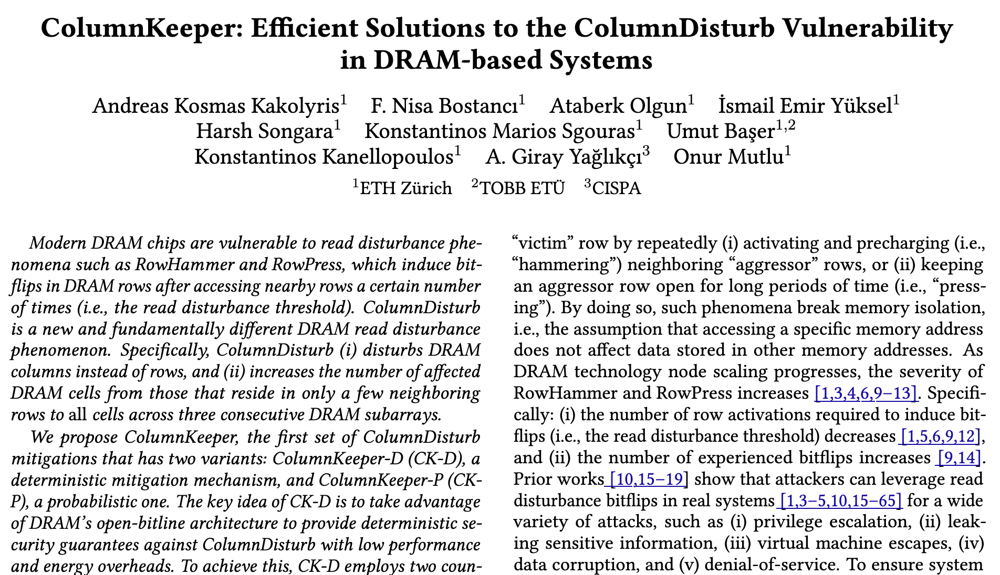 ColumnKeeper: Efficient Solutions to the ColumnDisturb Vulnerability
in DRAM-based Systems
Andreas Kosmas Kakolyris¹ F. Nisa Bostancı¹ Ataberk Olgun¹ İsmail Emir Yüksel¹
Harsh Songara¹ Konstantinos Marios Sgouras¹ Umut Başer¹,²
Konstantinos Kanellopoulos¹ A. Giray Yağlıkçı³ Onur Mutlu¹
¹ETH Zürich ²TOBB ETÜ ³CISPA
Modern DRAM chips are vulnerable to read disturbance phe-
nomena such as RowHammer and RowPress, which induce bit-
flips in DRAM rows after accessing nearby rows a certain number
of times (i.e., the read disturbance threshold). ColumnDisturb
is a new and fundamentally different DRAM read disturbance
phenomenon. Specifically, ColumnDisturb (i) disturbs DRAM
columns instead of rows, and (ii) increases the number of affected
DRAM cells from those that reside in only a few neighboring
rows to all cells across three consecutive DRAM subarrays.
We propose ColumnKeeper, the first set of ColumnDisturb
mitigations that has two variants: ColumnKeeper-D (CK-D), a
deterministic mitigation mechanism, and ColumnKeeper-P (CK-
P), a probabilistic one. The key idea of CK-D is to take advantage
of DRAM's open-bitline architecture to provide deterministic se-
curity guarantees against ColumnDisturb with low performance
and energy overheads. To achieve this, CK-D employs two coun-
“victim” row by repeatedly (i) activating and precharging (i.e.,
“hammering”) neighboring “aggressor” rows, or (ii) keeping
an aggressor row open for long periods of time (i.e., “press-
ing”). By doing so, such phenomena break memory isolation,
i.e., the assumption that accessing a specific memory address
does not affect data stored in other memory addresses. As
DRAM technology node scaling progresses, the severity of
RowHammer and RowPress increases [1,3,4,6,9–13]. Specifi-
cally: (i) the number of row activations required to induce bit-
flips (i.e., the read disturbance threshold) decreases [1,5,6,9,12],
and (ii) the number of experienced bitflips increases [9,14].
Prior works [10,15–19] show that attackers can leverage read
disturbance bitflips in real systems [1,3–5,10,15–65] for a wide
variety of attacks, such as (i) privilege escalation, (ii) leak-
ing sensitive information, (iii) virtual machine escapes, (iv)
data corruption, and (v) denial-of-service. To ensure system